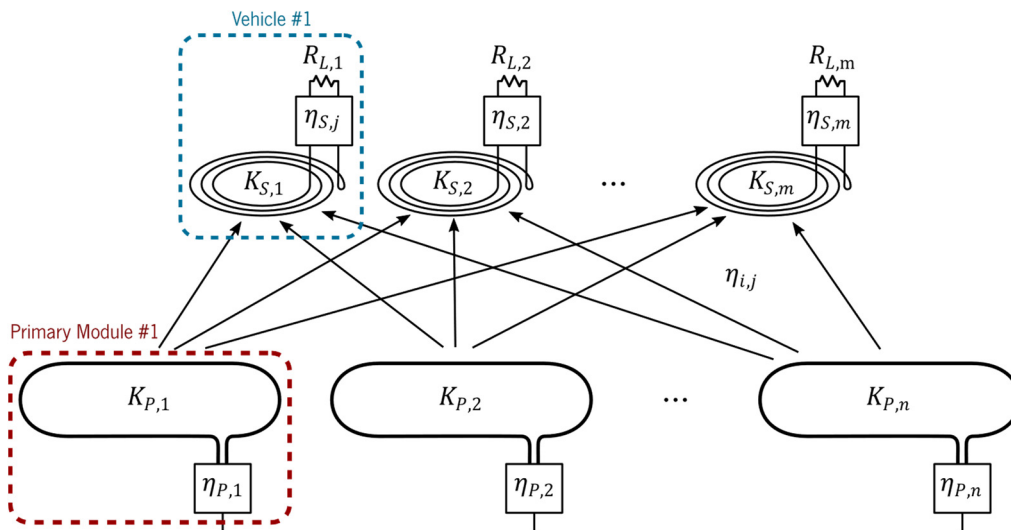 Vehicle #1
R_{L,1} R_{L,2} R_{L,m}
η_{S,j} η_{S,2} η_{S,m}
K_{S,1} K_{S,2} ... K_{S,m}
η_{i,j}
Primary Module #1
K_{P,1} K_{P,2} ... K_{P,n}
η_{P,1} η_{P,2} η_{P,n}